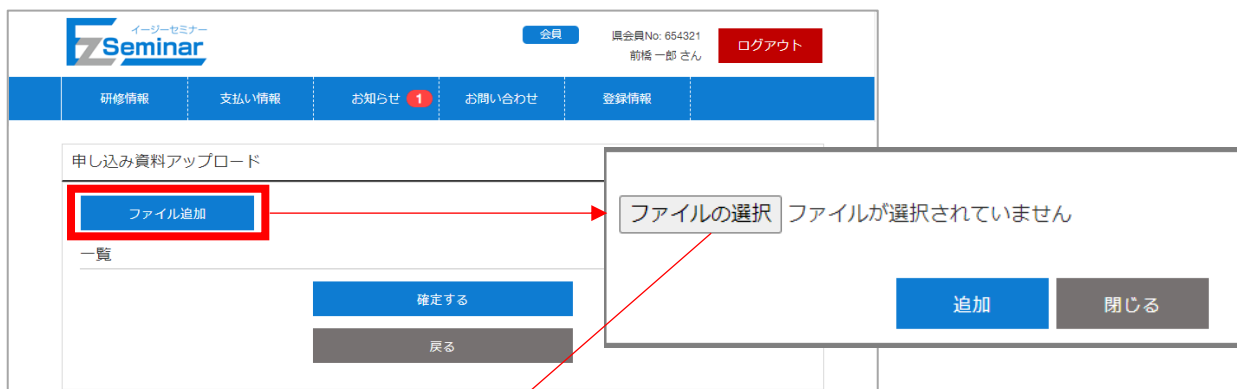 イージーセミナー
EZSeminar
会員
県会員No: 654321
前橋 一郎 さん
ログアウト
研修情報
支払い情報
お知らせ 1
お問い合わせ
登録情報
申し込み資料アップロード
ファイル追加
一覧
確定する
戻る
ファイルの選択 ファイルが選択されていません
追加
閉じる